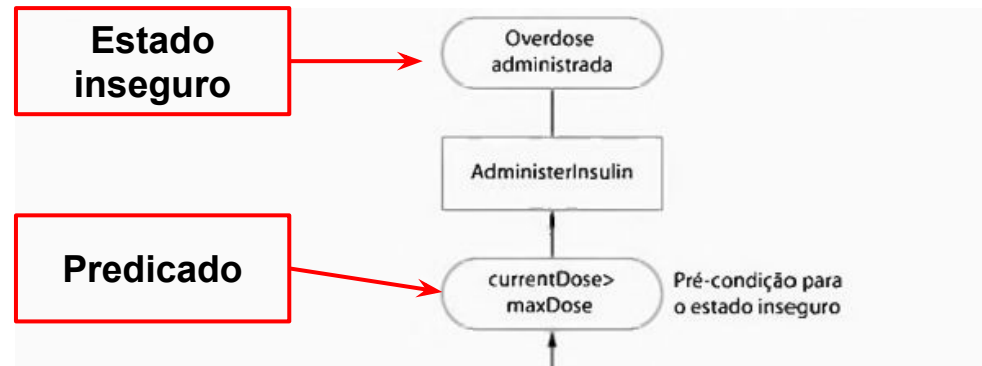 Estado
inseguro
Overdose
administrada
AdministerInsulin
Predicado
currentDose>
maxDose
Pré-condição para
o estado inseguro